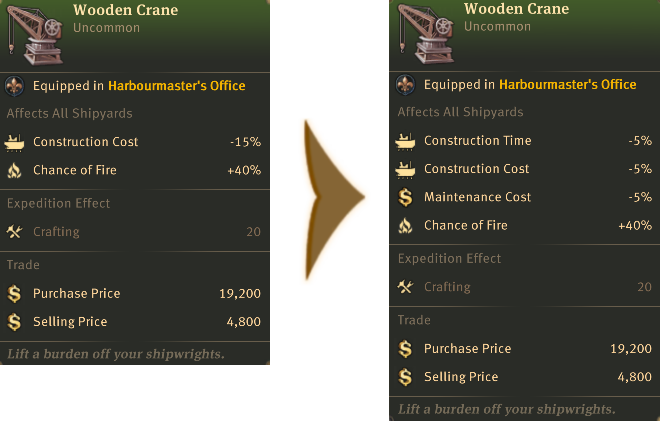 Wooden Crane
Uncommon
Equipped in Harbourmaster's Office
Affects All Shipyards
Construction Cost -15%
Chance of Fire +40%
Expedition Effect
Crafting 20
Trade
Purchase Price 19,200
Selling Price 4,800
Lift a burden off your shipwrights.
Wooden Crane
Uncommon
Equipped in Harbourmaster's Office
Affects All Shipyards
Construction Time -5%
Construction Cost -5%
Maintenance Cost -5%
Chance of Fire +40%
Expedition Effect
Crafting 20
Trade
Purchase Price 19,200
Selling Price 4,800
Lift a burden off your shipwrights.